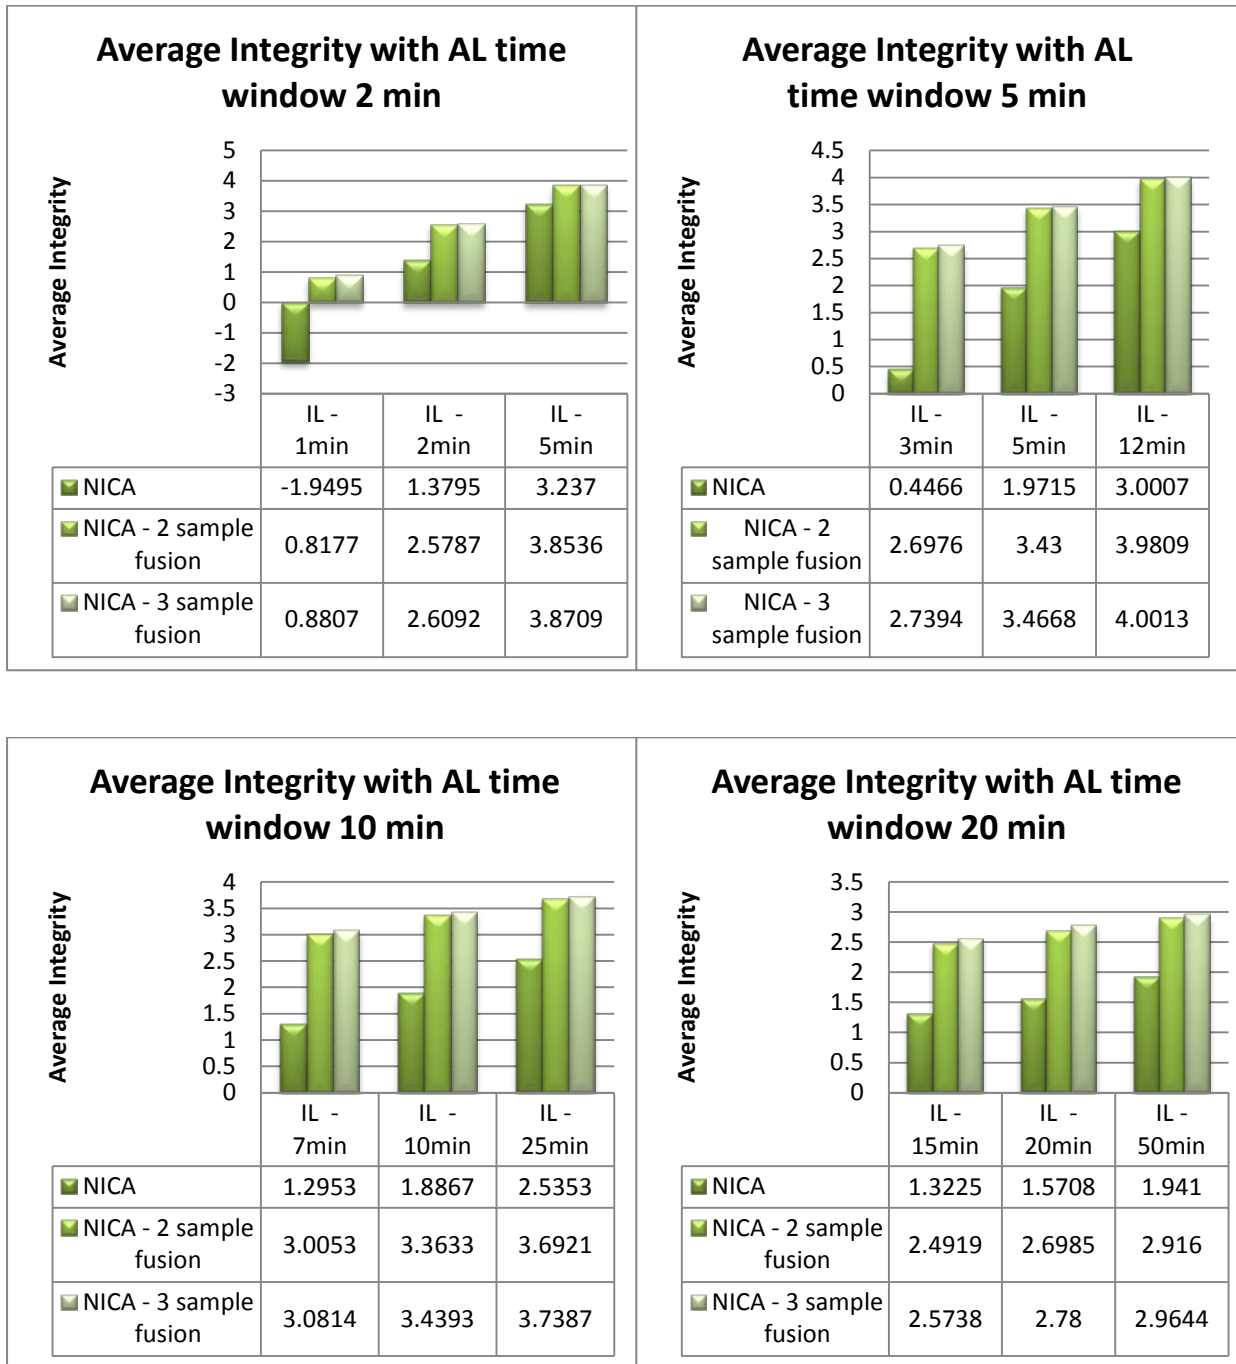 Average Integrity with AL time
window 2 min
Average Integrity
5
4
3
2
1
0
-1
-2
-3
IL - IL - IL -
1min 2min 5min
NICA -1.9495 1.3795 3.237
NICA - 2 sample
fusion 0.8177 2.5787 3.8536
NICA - 3 sample
fusion 0.8807 2.6092 3.8709
Average Integrity with AL
time window 5 min
Average Integrity
4.5
4
3.5
3
2.5
2
1.5
1
0.5
0
IL - IL - IL -
3min 5min 12min
NICA 0.4466 1.9715 3.0007
NICA - 2
sample fusion 2.6976 3.43 3.9809
NICA - 3
sample fusion 2.7394 3.4668 4.0013
Average Integrity with AL time
window 10 min
Average Integrity
4
3.5
3
2.5
2
1.5
1
0.5
0
IL - IL - IL -
7min 10min 25min
NICA 1.2953 1.8867 2.5353
NICA - 2 sample
fusion 3.0053 3.3633 3.6921
NICA - 3 sample
fusion 3.0814 3.4393 3.7387
Average Integrity with AL time
window 20 min
Average Integrity
3.5
3
2.5
2
1.5
1
0.5
0
IL - IL - IL -
15min 20min 50min
NICA 1.3225 1.5708 1.941
NICA - 2 sample
fusion 2.4919 2.6985 2.916
NICA - 3 sample
fusion 2.5738 2.78 2.9644